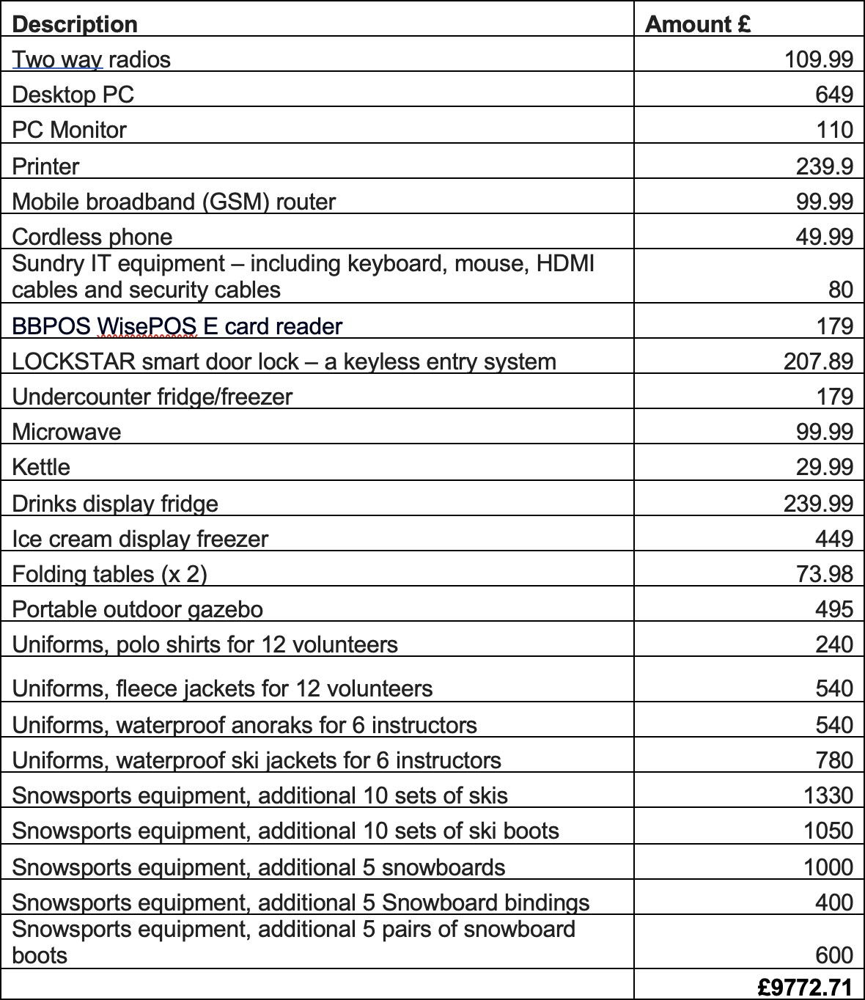 Description Amount £
Two way radios 109.99
Desktop PC 649
PC Monitor 110
Printer 239.9
Mobile broadband (GSM) router 99.99
Cordless phone 49.99
Sundry IT equipment – including keyboard, mouse, HDMI
cables and security cables 80
BBPOS WisePOS E card reader 179
LOCKSTAR smart door lock – a keyless entry system 207.89
Undercounter fridge/freezer 179
Microwave 99.99
Kettle 29.99
Drinks display fridge 239.99
Ice cream display freezer 449
Folding tables (x 2) 73.98
Portable outdoor gazebo 495
Uniforms, polo shirts for 12 volunteers 240
Uniforms, fleece jackets for 12 volunteers 540
Uniforms, waterproof anoraks for 6 instructors 540
Uniforms, waterproof ski jackets for 6 instructors 780
Snowsports equipment, additional 10 sets of skis 1330
Snowsports equipment, additional 10 sets of ski boots 1050
Snowsports equipment, additional 5 snowboards 1000
Snowsports equipment, additional 5 Snowboard bindings 400
Snowsports equipment, additional 5 pairs of snowboard
boots 600
£9772.71